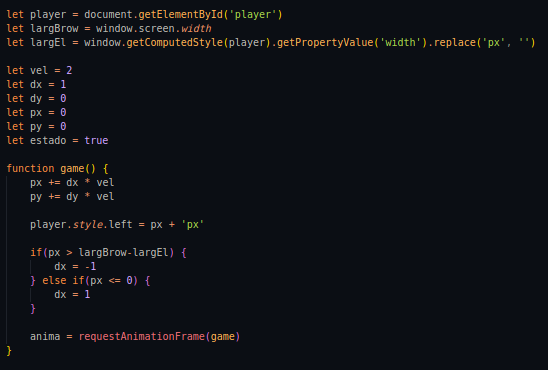 let player = document.getElementById('player')
let largBrow = window.screen.width
let largEl = window.getComputedStyle(player).getPropertyValue('width').replace('px', '')
let vel = 2
let dx = 1
let dy = 0
let px = 0
let py = 0
let estado = true
function game() {
px += dx * vel
py += dy * vel
player.style.left = px + 'px'
if(px > largBrow-largEl) {
dx = -1
} else if(px <= 0) {
dx = 1
}
anima = requestAnimationFrame(game)
}